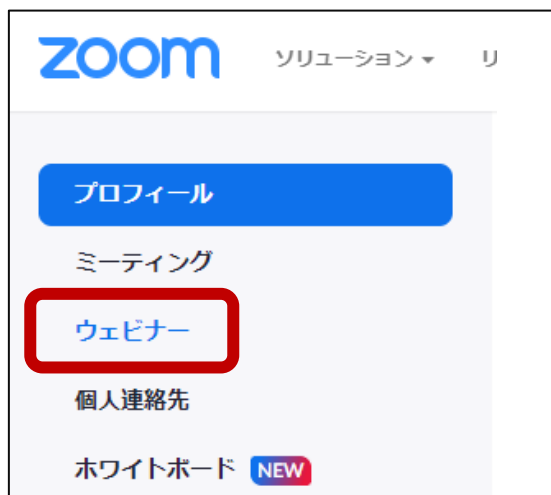 zoom ソリューション リ
プロフィール
ミーティング
ウェビナー
個人連絡先
ホワイトボード NEW